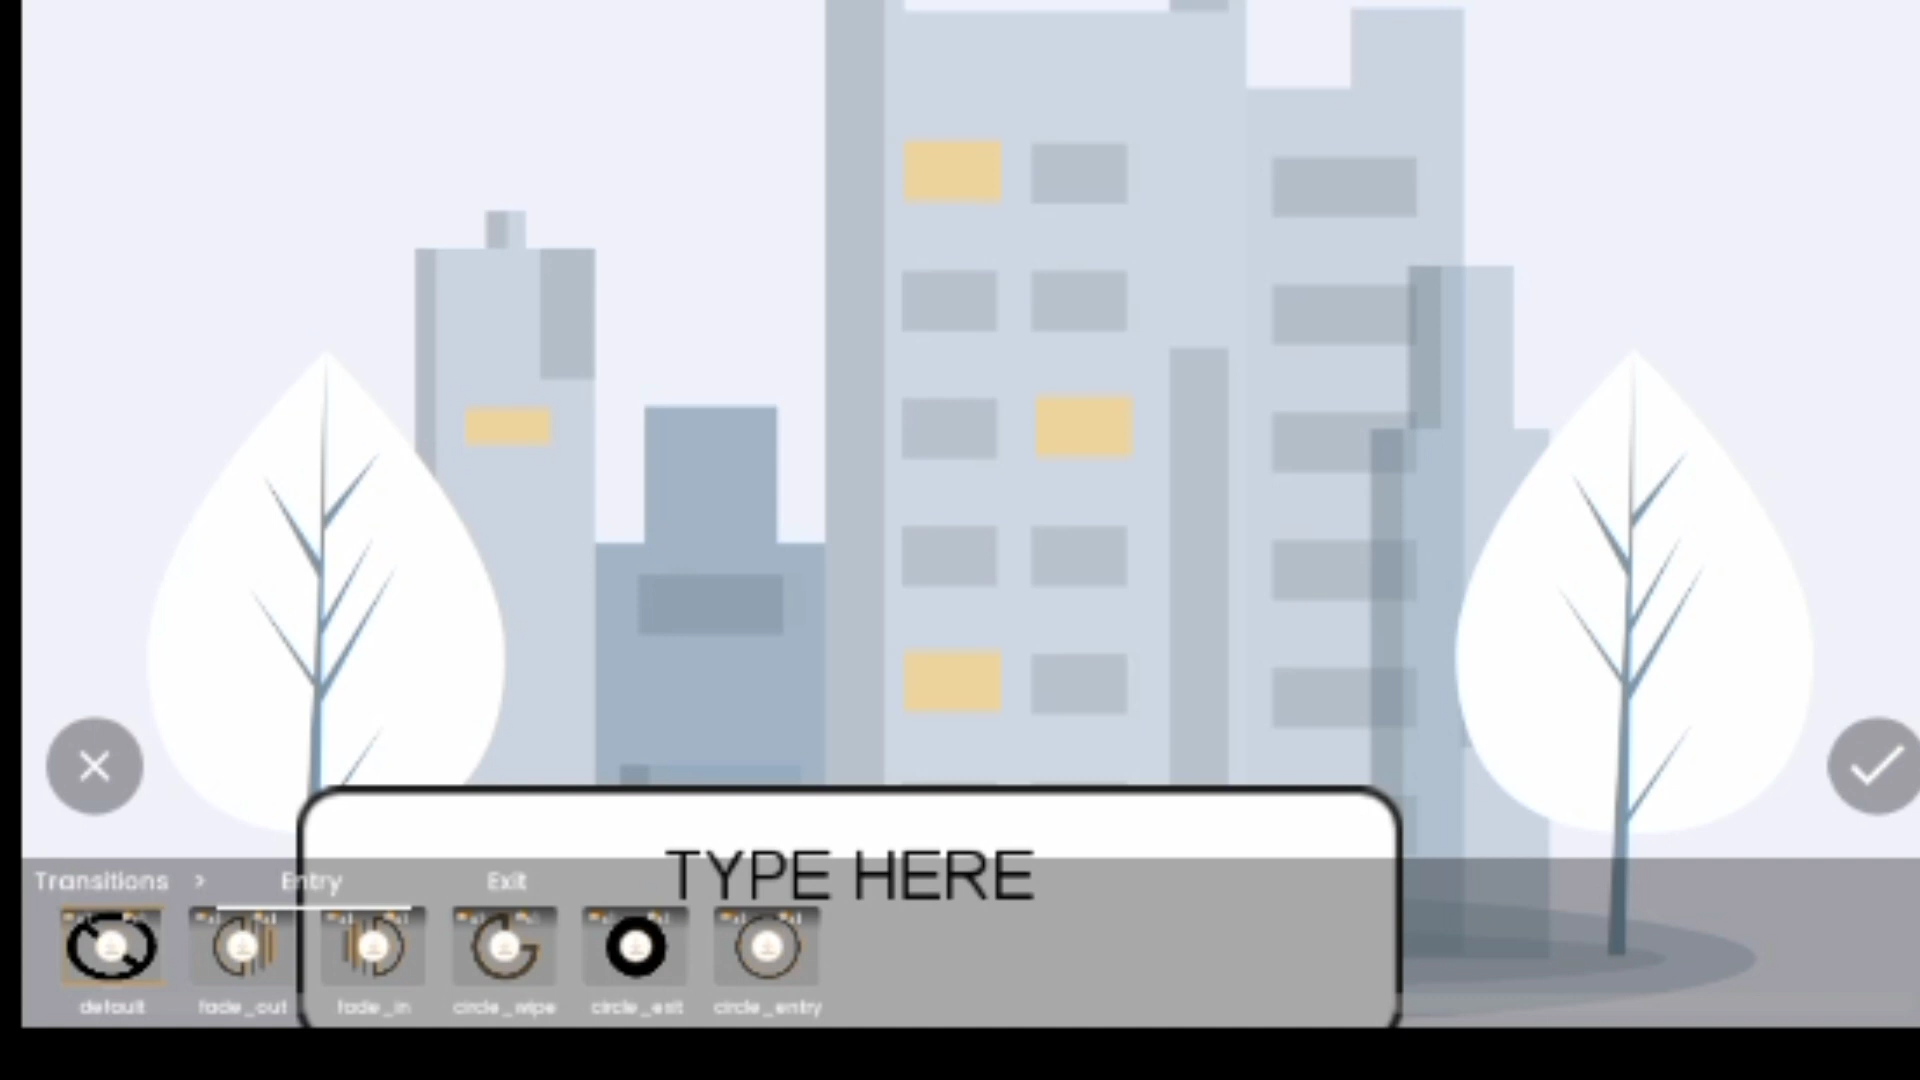 TYPE HERE
Transitions > Entry Exit
default fade_out fade_in circle_wipe circle_exit circle_entry